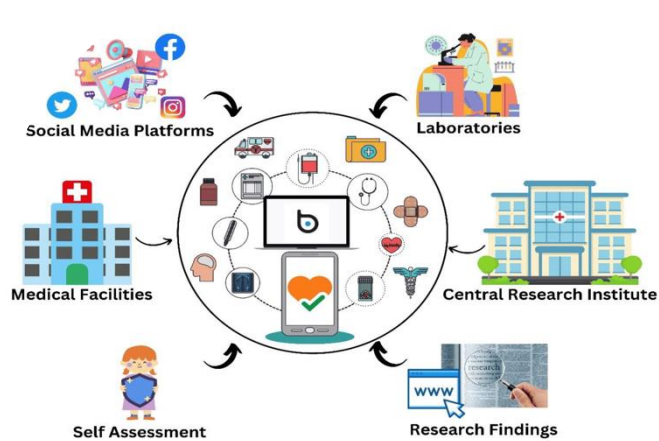 Social Media Platforms
Laboratories
Medical Facilities
Central Research Institute
Self Assessment
www
research
Research Findings